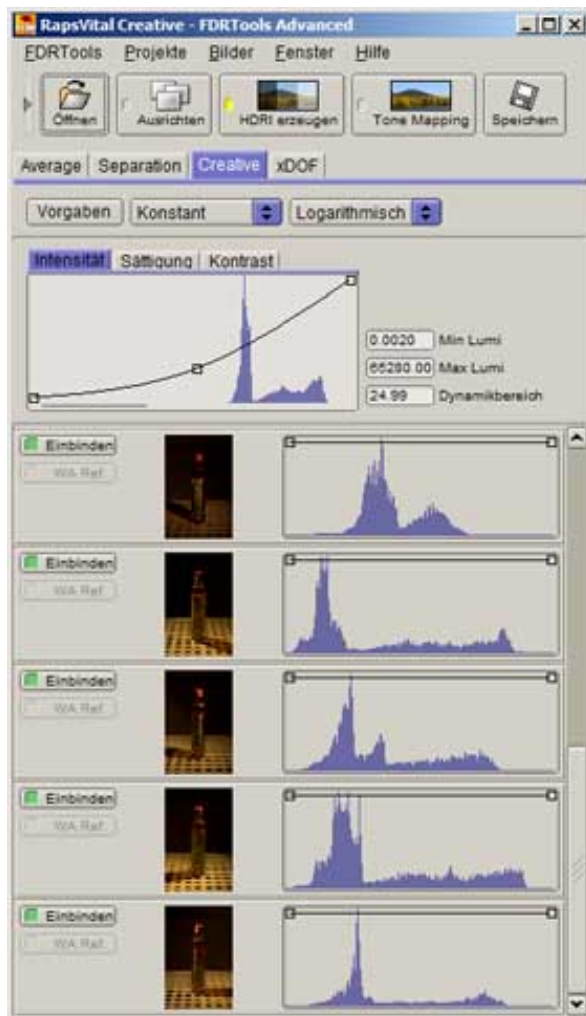 RapsVital Creative - FDRTools Advanced
FDRTools Projekte Bilder Fenster Hilfe
Öffnen Ausrichten HDRI erzeugen Tone Mapping Speichern
Average Separation Creative xDOF
Vorgaben Konstant Logarithmisch
Intensität Sättigung Kontrast
0.0020 Min Lumi
65280.00 Max Lumi
24.99 Dynamikbereich
Einbinden
WA Ref.
Einbinden
WA Ref.
Einbinden
WA Ref.
Einbinden
WA Ref.
Einbinden
WA Ref.